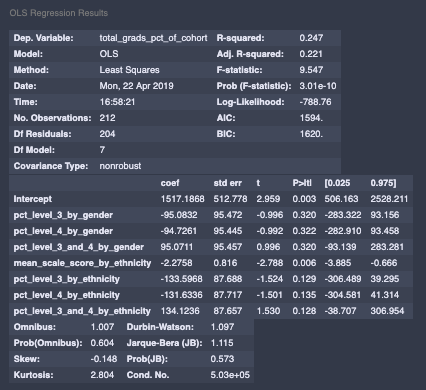 OLS Regression Results
Dep. Variable: total_grads_pct_of_cohort R-squared: 0.247
Model: OLS Adj. R-squared: 0.221
Method: Least Squares F-statistic: 9.547
Date: Mon, 22 Apr 2019 Prob (F-statistic): 3.01e-10
Time: 16:58:21 Log-Likelihood: -788.76
No. Observations: 212 AIC: 1594.
Df Residuals: 204 BIC: 1620.
Df Model: 7
Covariance Type: nonrobust
coef std err t P>|t| [0.025 0.975]
Intercept 1517.1868 512.778 2.959 0.003 506.163 2528.211
pct_level_3_by_gender -95.0832 95.472 -0.996 0.320 -283.322 93.156
pct_level_4_by_gender -94.7261 95.445 -0.992 0.322 -282.910 93.458
pct_level_3_and_4_by_gender 95.0711 95.457 0.996 0.320 -93.139 283.281
mean_scale_score_by_ethnicity -2.2758 0.816 -2.788 0.006 -3.885 -0.666
pct_level_3_by_ethnicity -133.5968 87.688 -1.524 0.129 -306.489 39.295
pct_level_4_by_ethnicity -131.6336 87.717 -1.501 0.135 -304.581 41.314
pct_level_3_and_4_by_ethnicity 134.1236 87.657 1.530 0.128 -38.707 306.954
Omnibus: 1.007 Durbin-Watson: 1.097
Prob(Omnibus): 0.604 Jarque-Bera (JB): 1.115
Skew: -0.148 Prob(JB): 0.573
Kurtosis: 2.804 Cond. No. 5.03e+05